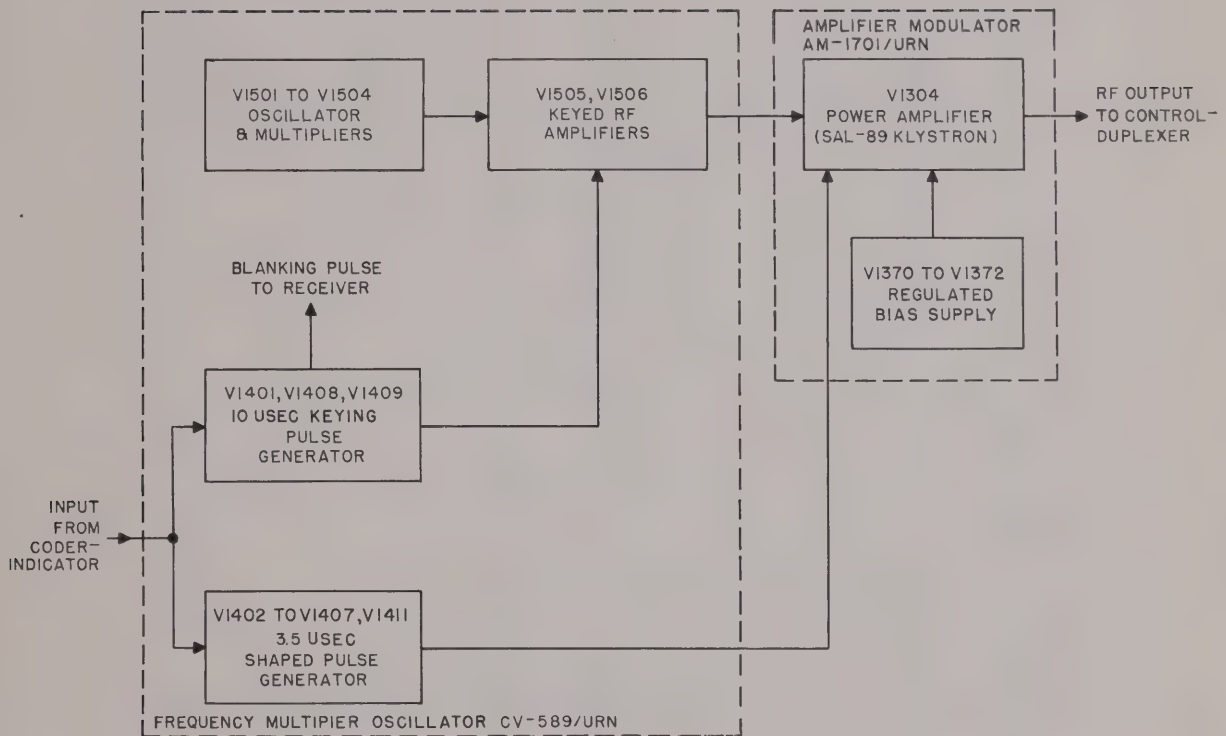 AMPLIFIER MODULATOR
AM-1701/URN
V1501 TO V1504
OSCILLATOR
& MULTIPLIERS
V1505, V1506
KEYED RF
AMPLIFIERS
V1304
POWER AMPLIFIER
(SAL-89 KLYSTRON)
RF OUTPUT
TO CONTROL-
DUPLEXER
BLANKING PULSE
TO RECEIVER
V1370 TO V1372
REGULATED
BIAS SUPPLY
V1401, V1408, V1409
10 USEC KEYING
PULSE
GENERATOR
INPUT
FROM
CODER-
INDICATOR
V1402 TO V1407, V1411
3.5 USEC
SHAPED PULSE
GENERATOR
FREQUENCY MULTIPIER OSCILLATOR CV-589/URN